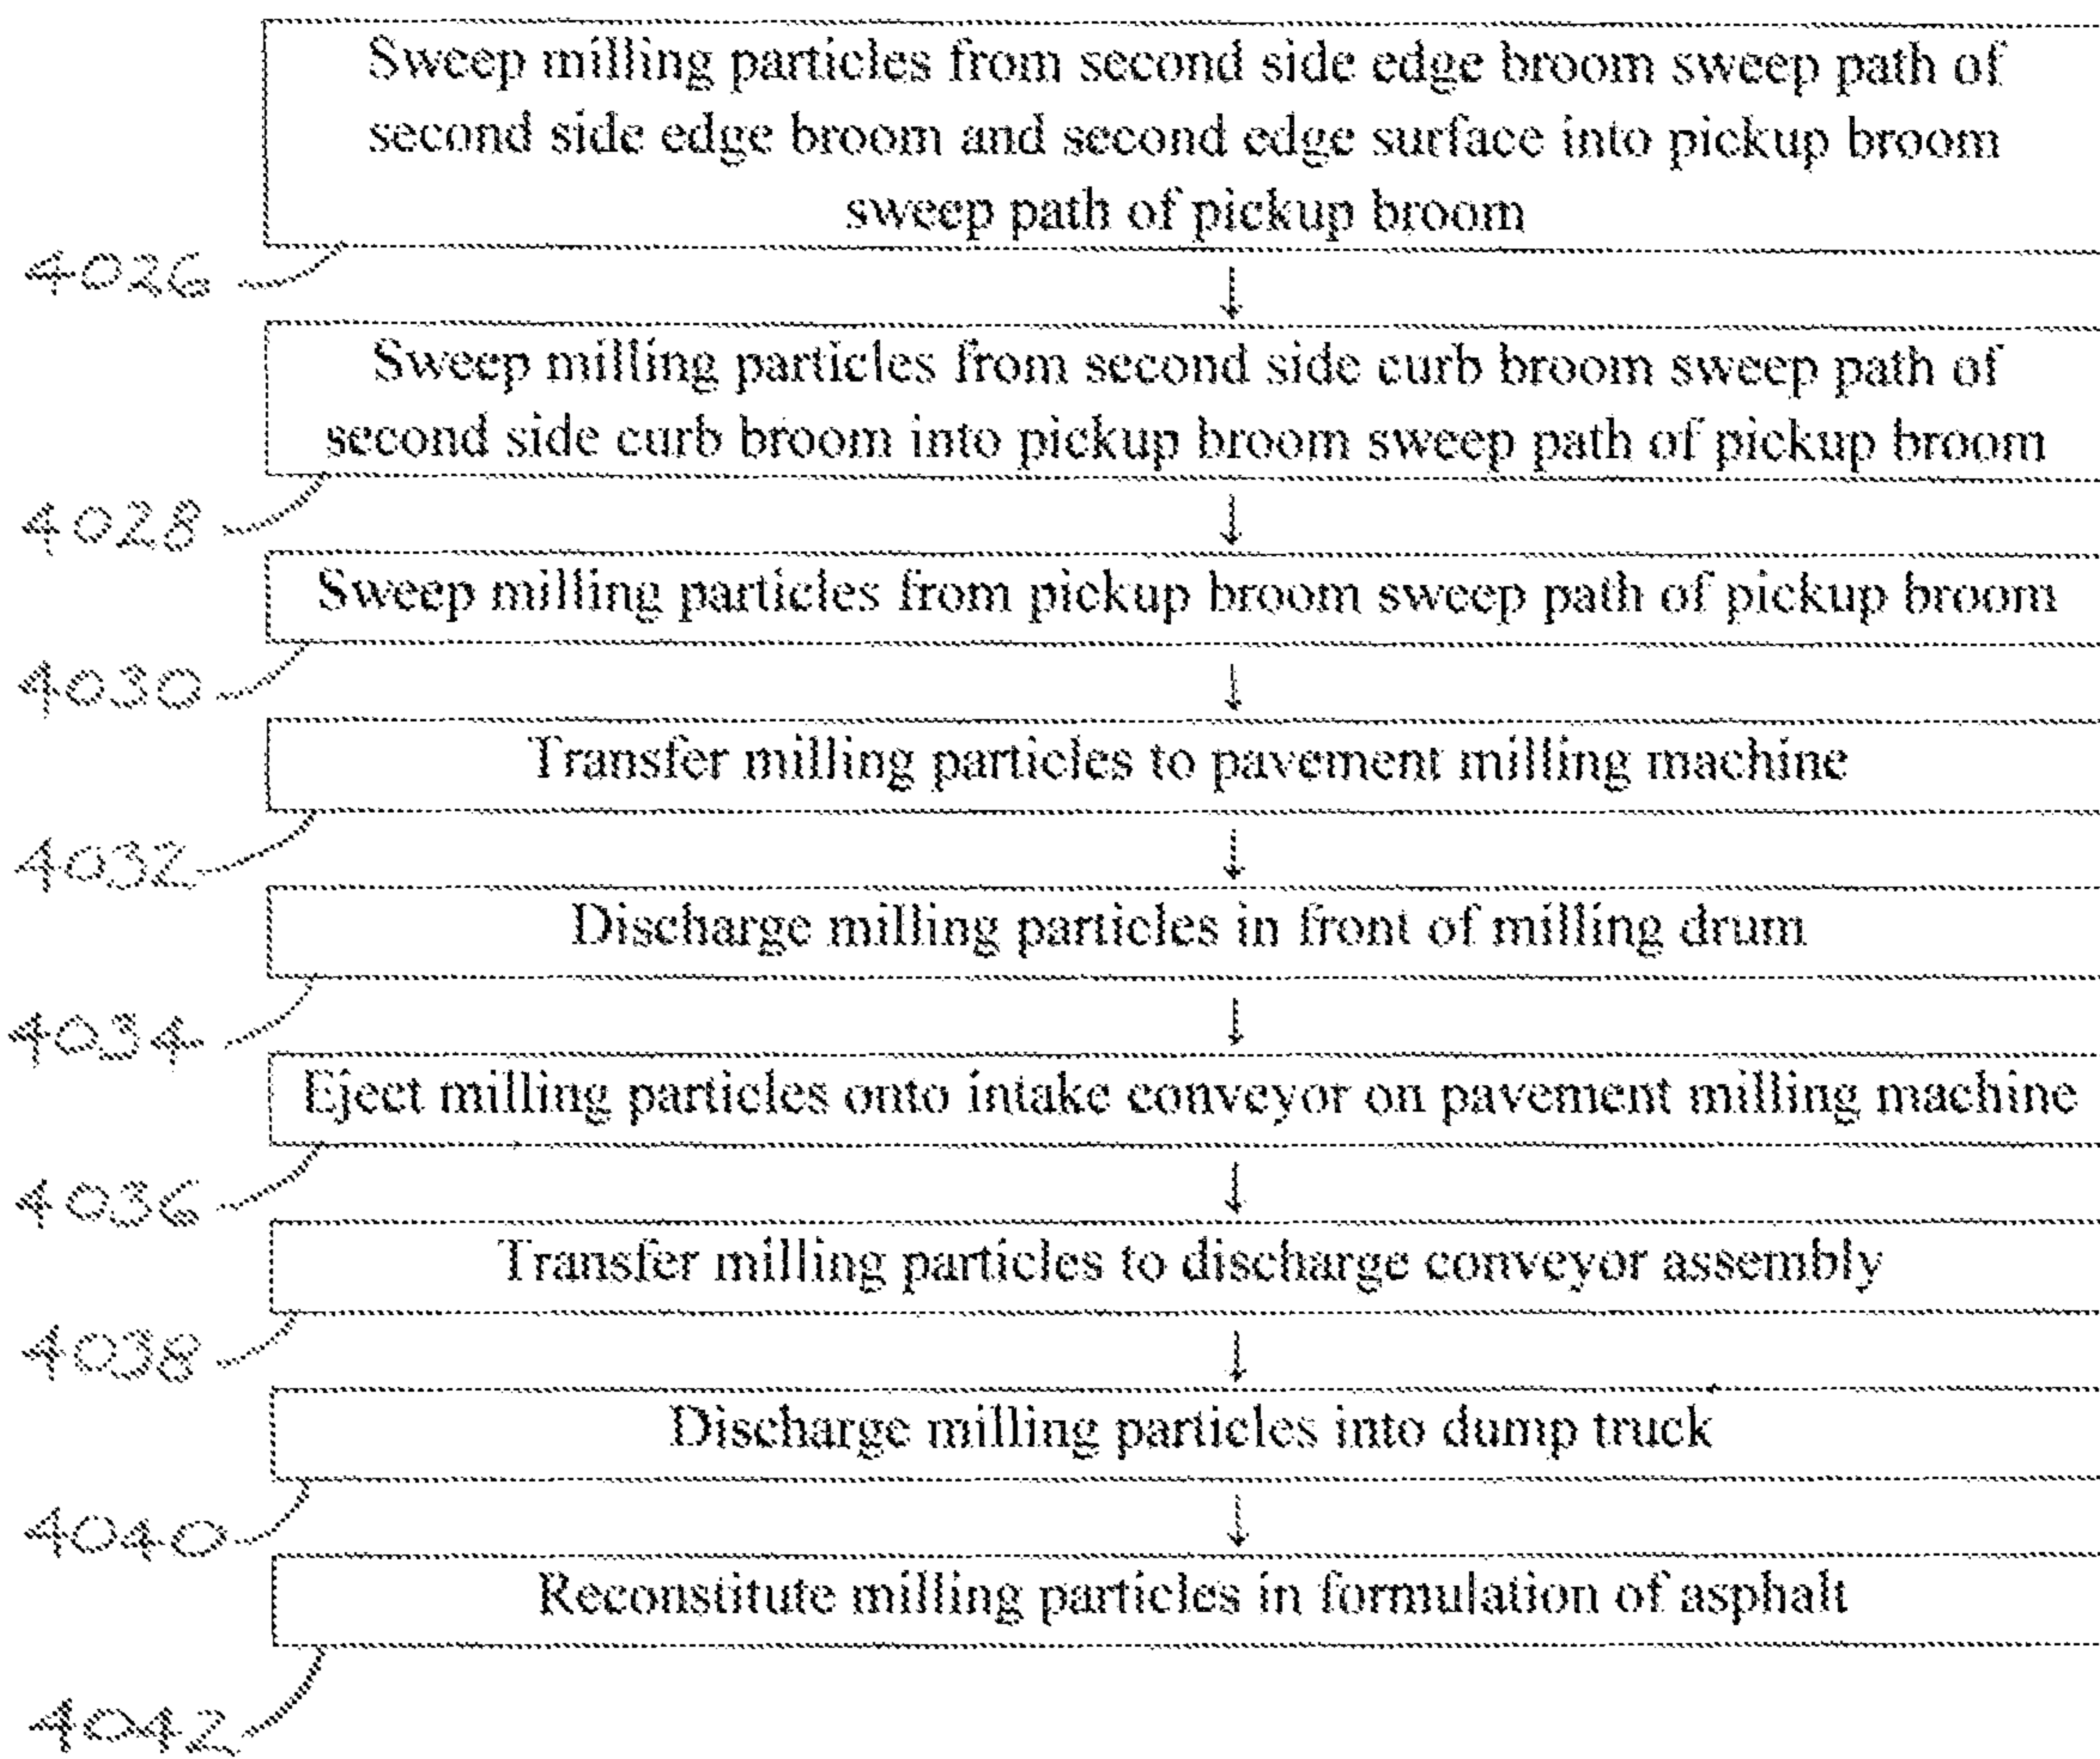 Sweep milling particles from second side edge broom sweep path of
second side edge broom and second edge surface into pickup broom
sweep path of pickup broom
4026
↓
Sweep milling particles from second side curb broom sweep path of
second side curb broom into pickup broom sweep path of pickup broom
4028
↓
Sweep milling particles from pickup broom sweep path of pickup broom
4030
↓
Transfer milling particles to pavement milling machine
4032
↓
Discharge milling particles in front of milling drum
4034
↓
Eject milling particles onto intake conveyor on pavement milling machine
4036
↓
Transfer milling particles to discharge conveyor assembly
4038
↓
Discharge milling particles into dump truck
4040
↓
Reconstitute milling particles in formulation of asphalt
4042